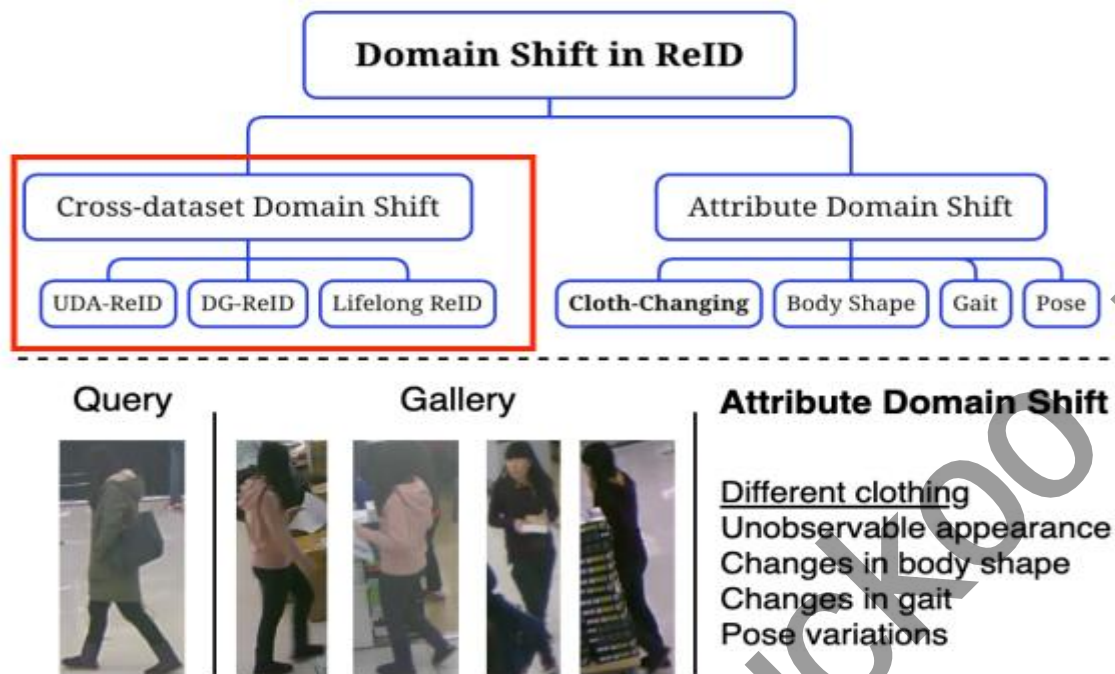 Domain Shift in ReID
Cross-dataset Domain Shift
Attribute Domain Shift
UDA-ReID
DG-ReID
Lifelong ReID
Cloth-Changing
Body Shape
Gait
Pose
Query
Gallery
Attribute Domain Shift
Different clothing
Unobservable appearance
Changes in body shape
Changes in gait
Pose variations